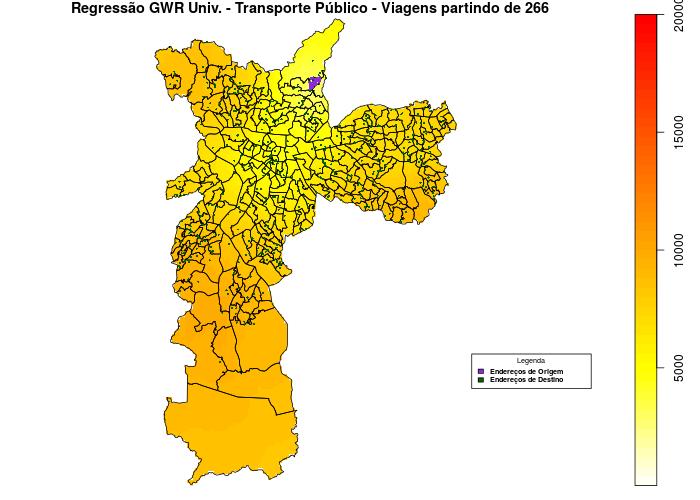 Regressão GWR Univ. - Transporte Público - Viagens partindo de 266
20000
15000
10000
5000
Legenda
Endereços de Origem
Endereços de Destino